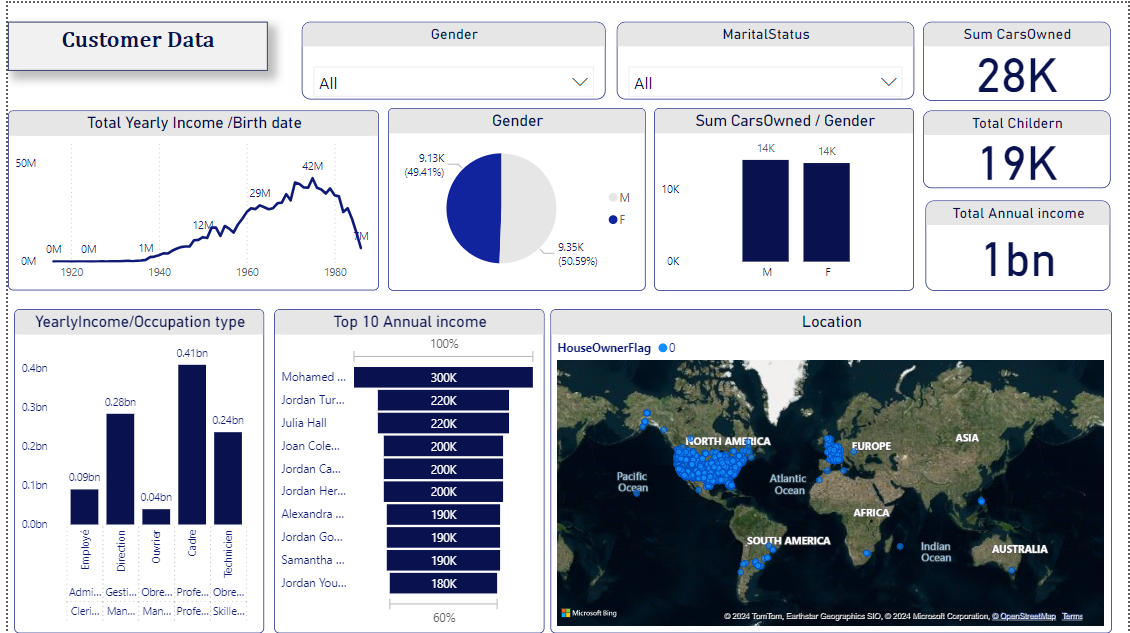 Customer Data
Gender
All
MaritalStatus
All
Sum CarsOwned
28K
Total Yearly Income /Birth date
50M
0M
0M
0M
1M
12M
29M
42M
7M
1920
1940
1960
1980
Gender
9.13K
(49.41%)
9.35K
(50.59%)
M
F
Sum CarsOwned / Gender
14K
14K
10K
0K
M
F
Total Childern
19K
Total Annual income
1bn
YearlyIncome/Occupation type
0.4bn
0.3bn
0.2bn
0.1bn
0.0bn
0.09bn
0.28bn
0.04bn
0.41bn
0.24bn
Employé
Direction
Ouvrier
Cadre
Technicien
Admi... Gesti... Obre... Profe... Obre...
Cleri... Man... Man... Profe... Skille...
Top 10 Annual income
100%
Mohamed ... 300K
Jordan Tur... 220K
Julia Hall 220K
Joan Cole... 200K
Jordan Ca... 200K
Jordan Her... 200K
Alexandra ... 190K
Jordan Go... 190K
Samantha ... 190K
Jordan You... 180K
60%
Location
HouseOwnerFlag 0
NORTH AMERICA
EUROPE
ASIA
Pacific
Ocean
Atlantic
Ocean
AFRICA
SOUTH AMERICA
Indian
Ocean
AUSTRALIA
Microsoft Bing
© 2024 TomTom, Earthstar Geographics SIO, © 2024 Microsoft Corporation, © OpenStreetMap Terms